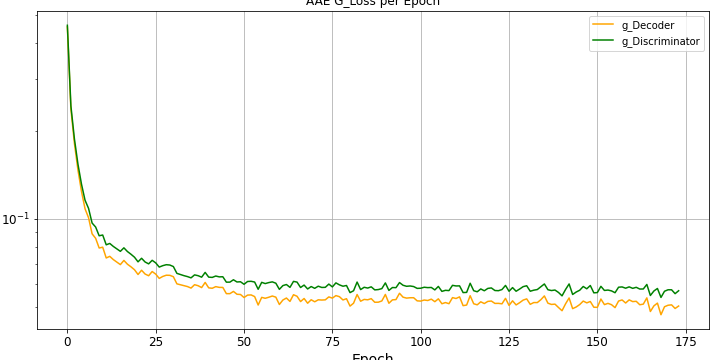 AAE G_Loss per Epoch
g_Decoder
g_Discriminator
10⁻¹
0 25 50 75 100 125 150 175
Epoch